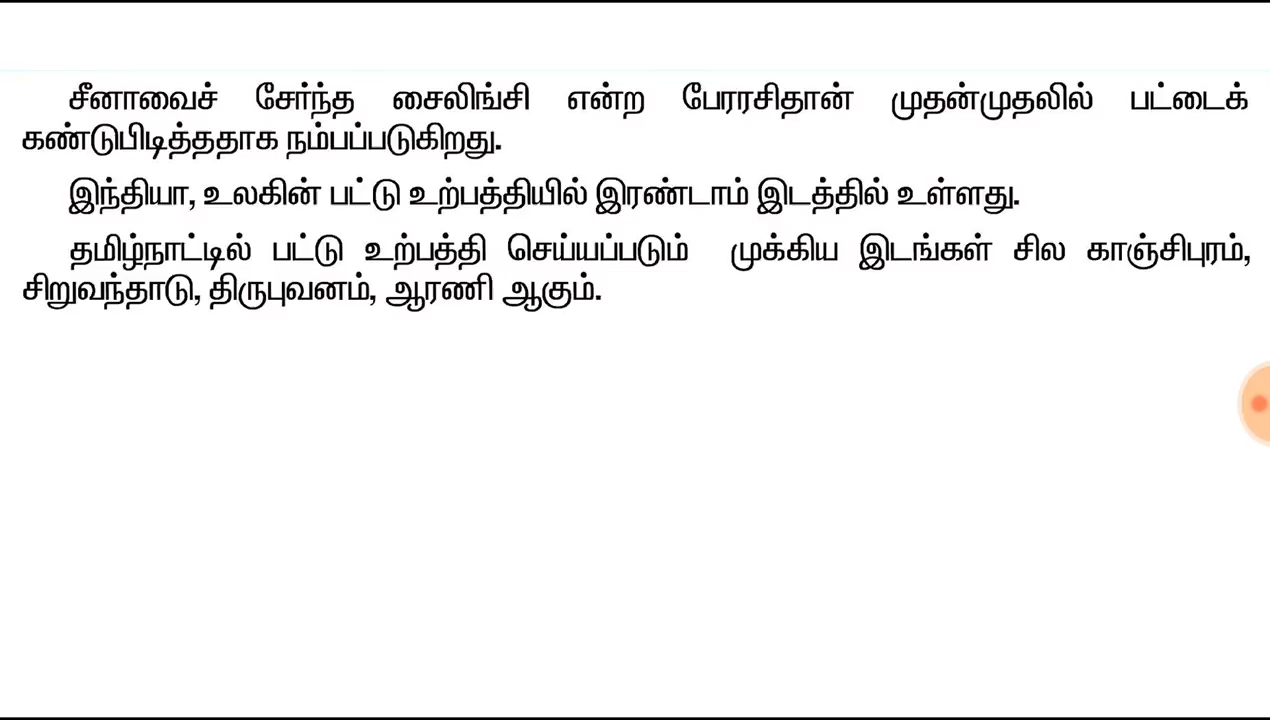 சீனாவைச் சேர்ந்த சைலிங்சி என்ற பேரரசிதான் முதன்முதலில் பட்டைக்
கண்டுபிடித்ததாக நம்பப்படுகிறது.
இந்தியா, உலகின் பட்டு உற்பத்தியில் இரண்டாம் இடத்தில் உள்ளது.
தமிழ்நாட்டில் பட்டு உற்பத்தி செய்யப்படும் முக்கிய இடங்கள் சில காஞ்சிபுரம்,
சிறுவந்தாடு, திருபுவனம், ஆரணி ஆகும்.